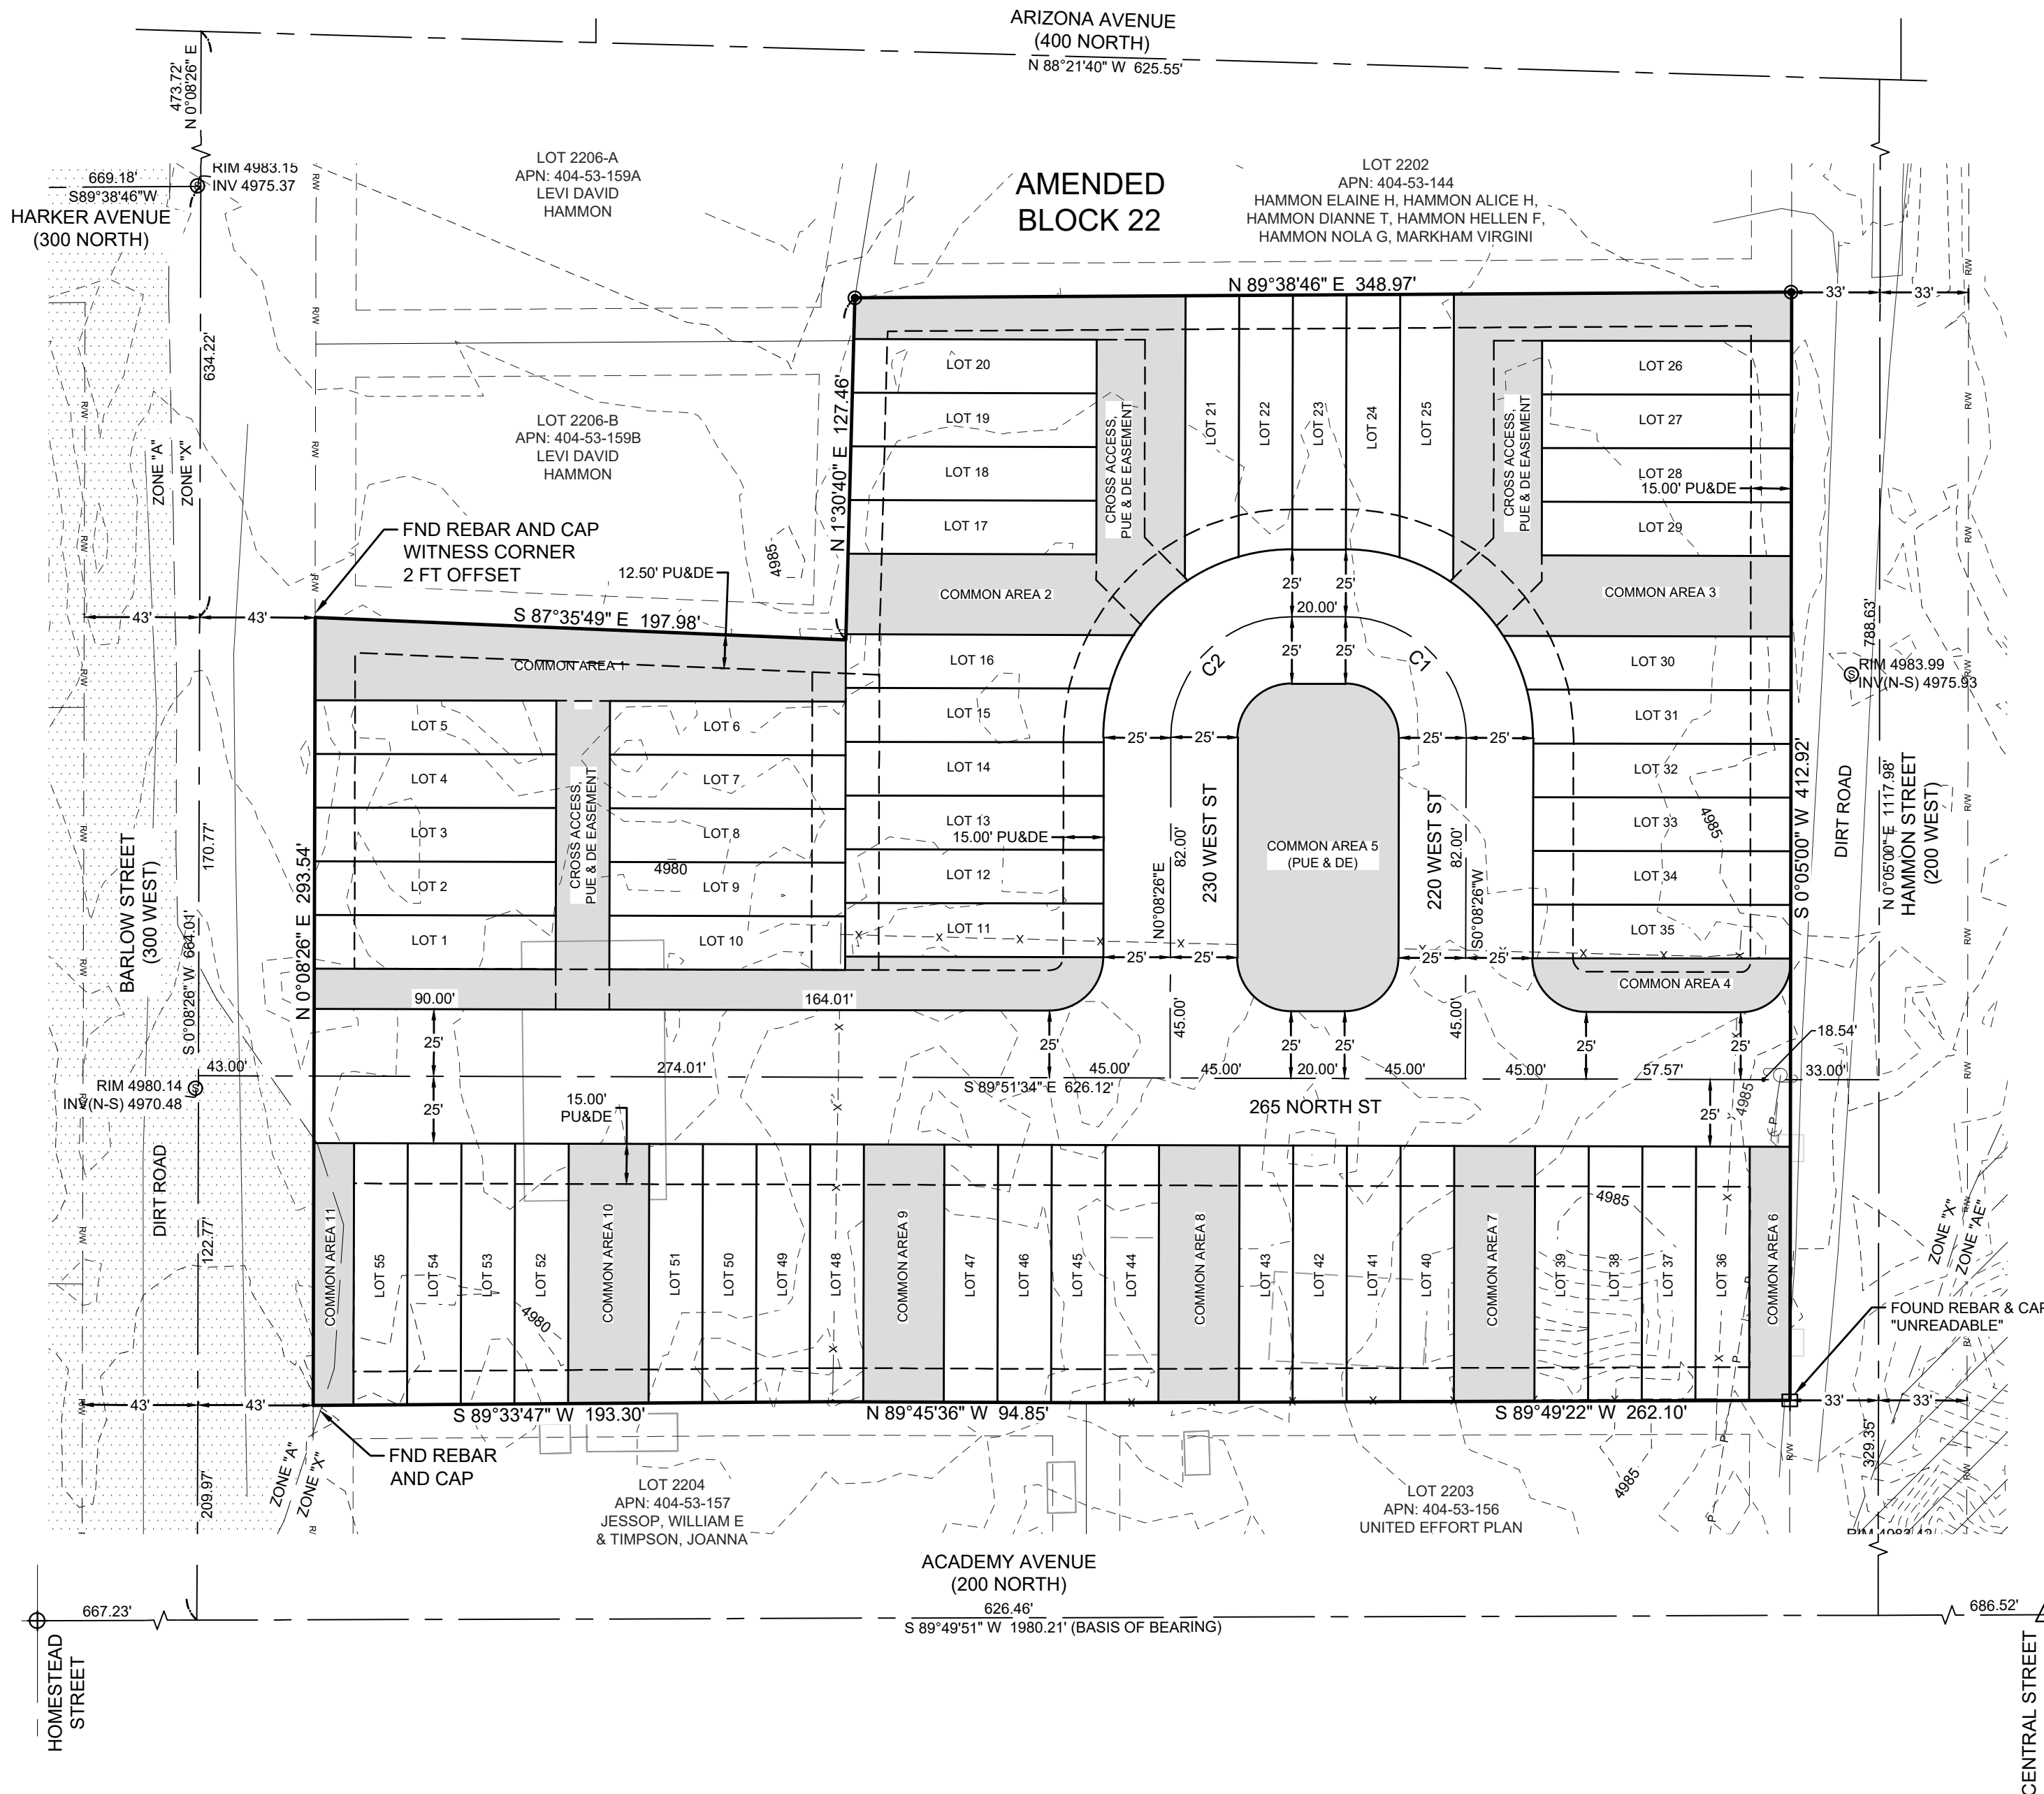 ARIZONA AVENUE
(400 NORTH)
N 88°21'40" W 625.55'
473.72'
N 0°08'26" E
669.18'
S89°38'46"W
HARKER AVENUE
(300 NORTH)
RIM 4983.15
INV 4975.37
R/W
LOT 2206-A
APN: 404-53-159A
LEVI DAVID
HAMMON
AMENDED
BLOCK 22
LOT 2202
APN: 404-53-144
HAMMON ELAINE H, HAMMON ALICE H,
HAMMON DIANNE T, HAMMON HELLEN F,
HAMMON NOLA G, MARKHAM VIRGINI
N 89°38'46" E 348.97'
33'
33'
R/W
R/W
634.22'
ZONE "A"
ZONE "X"
R/W
R/W
R/W
R/W
LOT 2206-B
APN: 404-53-159B
LEVI DAVID
HAMMON
N 1°30'40" E 127.46'
LOT 20
LOT 19
LOT 18
LOT 17
COMMON AREA 2
CROSS ACCESS,
PUE & DE EASEMENT
LOT 21
LOT 22
LOT 23
LOT 24
LOT 25
CROSS ACCESS,
PUE & DE EASEMENT
LOT 26
LOT 27
LOT 28
15.00' PU&DE
LOT 29
COMMON AREA 3
FND REBAR AND CAP
WITNESS CORNER
2 FT OFFSET
R/W
12.50' PU&DE
4985
43'
43'
S 87°35'49" E 197.98'
COMMON AREA 1
25'
25'
20.00'
25'
25'
C2
C1
LOT 16
LOT 15
LOT 14
LOT 13
15.00' PU&DE
LOT 12
LOT 11
LOT 30
LOT 31
LOT 32
LOT 33
LOT 34
LOT 35
4985
788.63'
RIM 4983.99
INV(N-S) 4975.93
R/W
R/W
S 0°05'00" W 412.92'
DIRT ROAD
N 0°05'00" E 1117.98'
HAMMON STREET
(200 WEST)
25'
25'
25'
25'
LOT 5
LOT 4
LOT 3
LOT 2
LOT 1
CROSS ACCESS,
PUE & DE EASEMENT
LOT 6
LOT 7
LOT 8
4980
LOT 9
LOT 10
R/W
R/W
R/W
BARLOW STREET
(300 WEST)
170.77'
S 0°08'26" W 664.01'
N 0°08'26" E 293.54'
N0°08'26"E
82.00'
230 WEST ST
COMMON AREA 5
(PUE & DE)
220 WEST ST
82.00'
S0°08'26"W
X
X
X
X
X
X
X
X
X
25'
25'
25'
25'
COMMON AREA 4
90.00'
164.01'
45.00'
45.00'
25'
25'
25'
25'
25'
25'
18.54'
43.00'
RIM 4980.14
INV(N-S) 4970.48
274.01'
45.00'
45.00'
20.00'
45.00'
45.00'
57.57'
33.00'
S 89°51'34" E 626.12'
265 NORTH ST
25'
15.00'
PU&DE
25'
4985
P
X
X
X
R/W
DIRT ROAD
122.77'
R/W
COMMON AREA 11
LOT 55
LOT 54
LOT 53
LOT 52
4980
COMMON AREA 10
LOT 51
LOT 50
LOT 49
LOT 48
X
X
COMMON AREA 9
LOT 47
LOT 46
LOT 45
LOT 44
COMMON AREA 8
LOT 43
LOT 42
LOT 41
LOT 40
COMMON AREA 7
LOT 39
LOT 38
LOT 37
LOT 36
4985
X
X
P
P
COMMON AREA 6
ZONE "X"
ZONE "AE"
R/W
FOUND REBAR & CAP
"UNREADABLE"
43'
43'
R/W
S 89°33'47" W 193.30'
N 89°45'36" W 94.85'
S 89°49'22" W 262.10'
X
X
X
X
X
X
33'
33'
FND REBAR
AND CAP
ZONE "A"
ZONE "X"
209.97'
LOT 2204
APN: 404-53-157
JESSOP, WILLIAM E
& TIMPSON, JOANNA
LOT 2203
APN: 404-53-156
UNITED EFFORT PLAN
4985
P
P
R/W
329.35'
R/W
ACADEMY AVENUE
(200 NORTH)
667.23'
626.46'
686.52'
S 89°49'51" W 1980.21' (BASIS OF BEARING)
HOMESTEAD
STREET
CENTRAL STREET